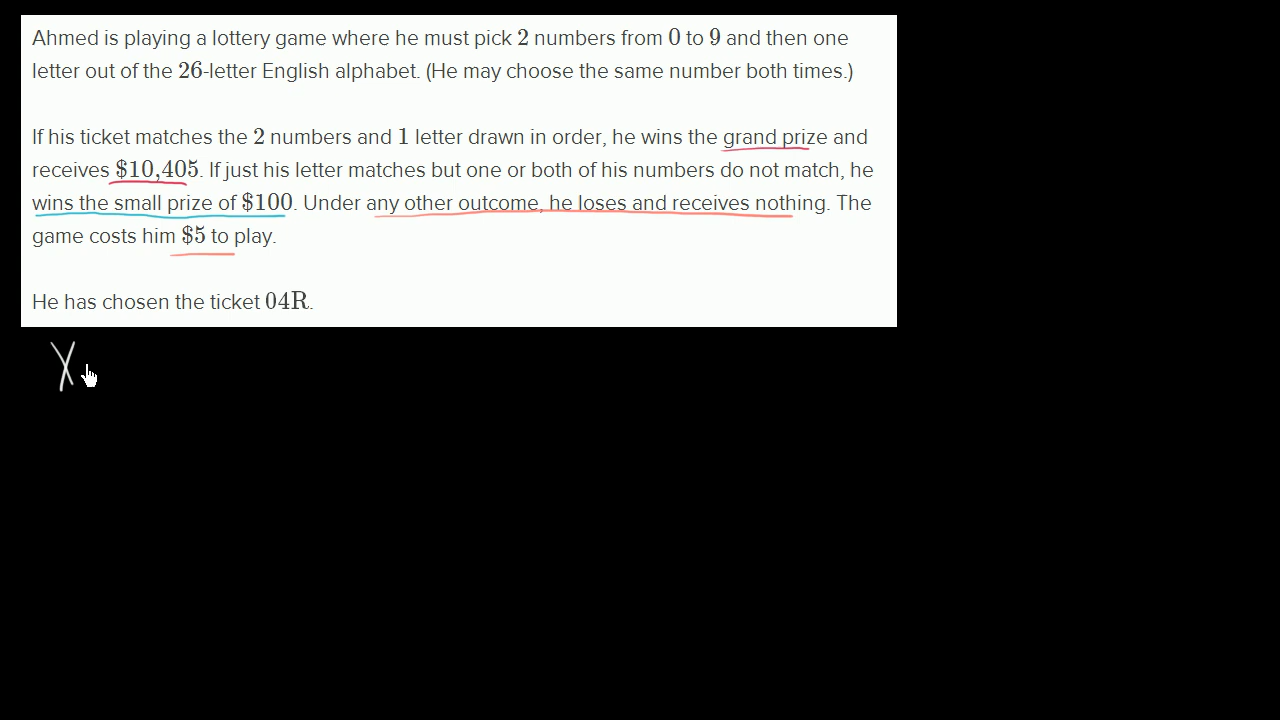 Ahmed is playing a lottery game where he must pick 2 numbers from 0 to 9 and then one
letter out of the 26-letter English alphabet. (He may choose the same number both times.)
If his ticket matches the 2 numbers and 1 letter drawn in order, he wins the grand prize and
receives $10,405. If just his letter matches but one or both of his numbers do not match, he
wins the small prize of $100. Under any other outcome, he loses and receives nothing. The
game costs him $5 to play.
He has chosen the ticket 04R.
X